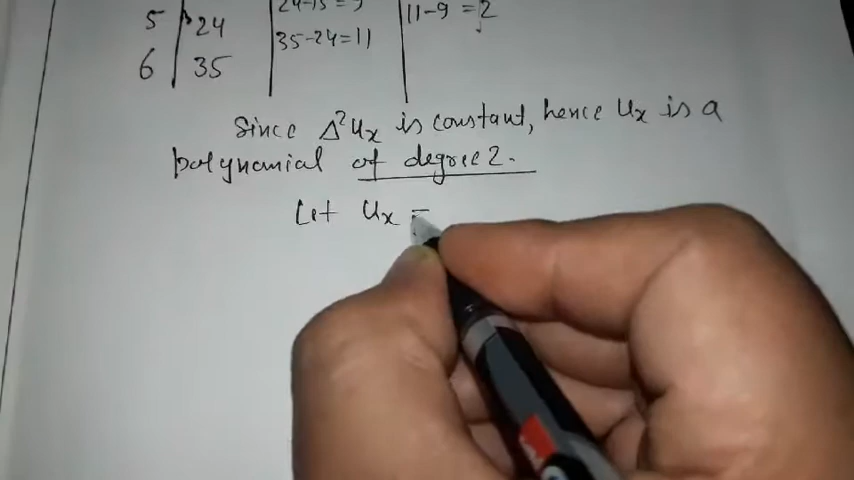 24-15=9 11-9=2
5 24
35-24=11
6 35
Since Δ²Ux is constant, hence Ux is a
polynomial of degree 2.
Let Ux =